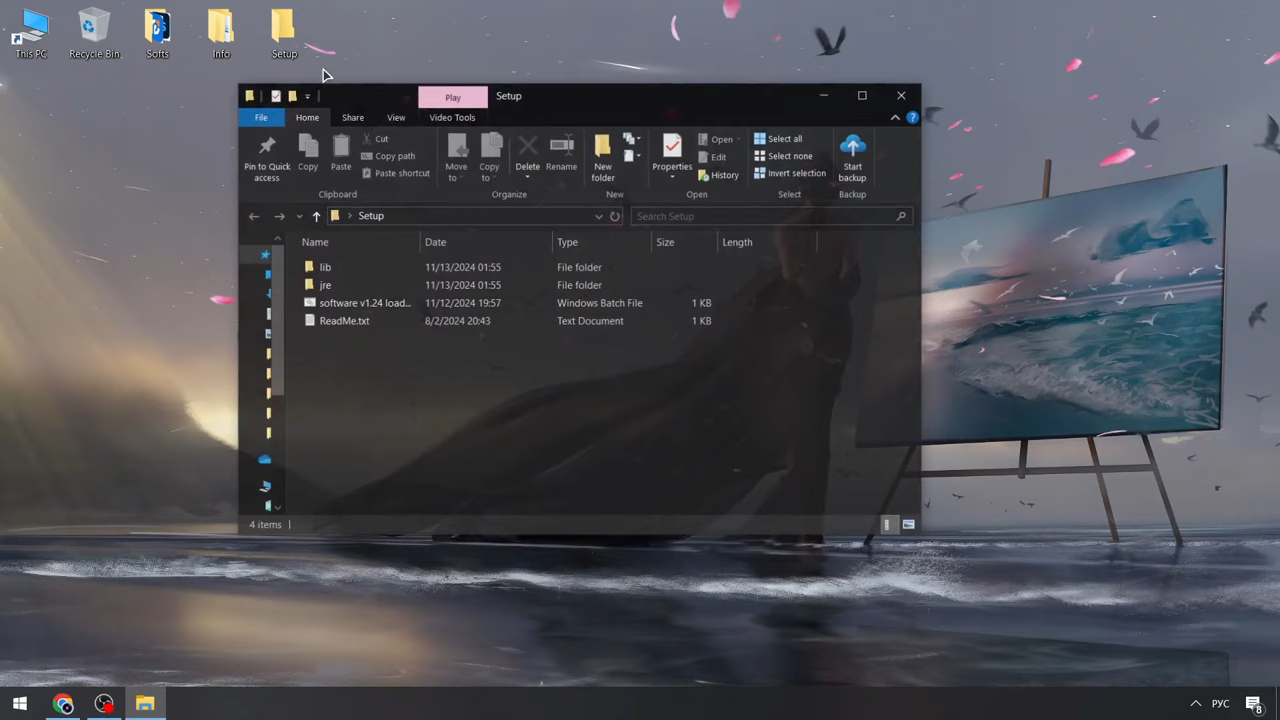 This PC
Recycle Bin
Softs
Info
Setup
Play
Setup
File
Home
Share
View
Video Tools
Pin to Quick access
Copy
Paste
Cut
Copy path
Paste shortcut
Clipboard
Move to
Copy to
Delete
Rename
Organize
New folder
New
Properties
Open
Edit
History
Open
Select all
Select none
Invert selection
Select
Start backup
Backup
Setup
Search Setup
Name
Date
Type
Size
Length
lib
11/13/2024 01:55
File folder
jre
11/13/2024 01:55
File folder
software v1.24 load...
11/12/2024 19:57
Windows Batch File
1 KB
ReadMe.txt
8/2/2024 20:43
Text Document
1 KB
4 items
РУС
8